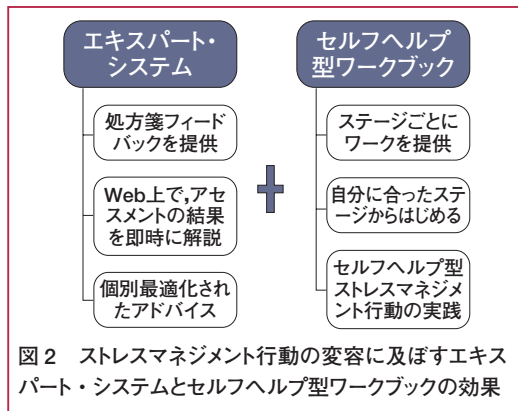 エキスパート・
システム
処方箋フィード
バックを提供
Web上で,アセ
スメントの結果
を即時に解説
個別最適化され
たアドバイス
+
セルフヘルプ
型ワークブック
ステージごとに
ワークを提供
自分に合ったステ
ージからはじめる
セルフヘルプ型
ストレスマネジメ
ント行動の実践
図2 ストレスマネジメント行動の変容に及ぼすエキス
パート・システムとセルフヘルプ型ワークブックの効果